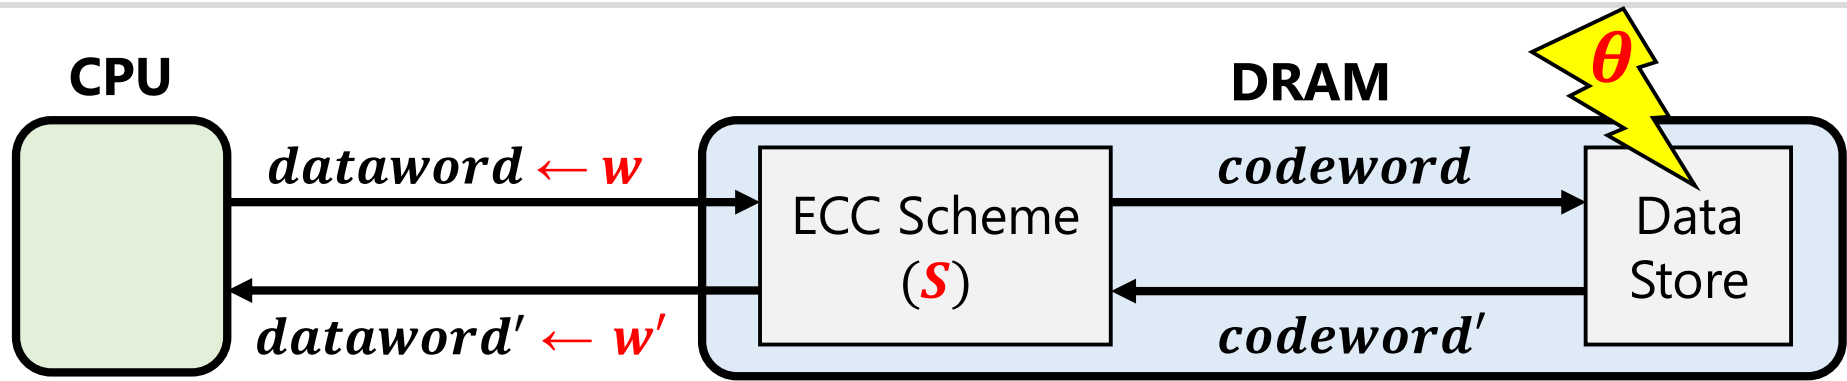 CPU
DRAM
θ
dataword ← w
codeword
ECC Scheme
(S)
Data
Store
dataword′ ← w′
codeword′